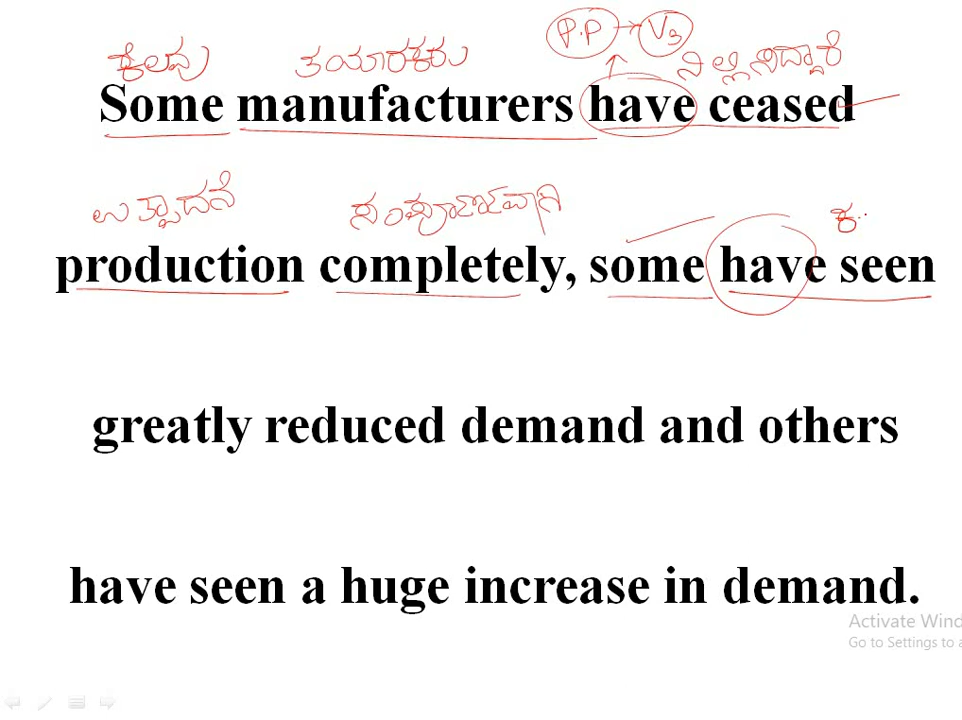 P.P → V3
ಕೆಲವು ತಯಾರಕರು ನಿಲ್ಲಿಸಿದ್ದಾರೆ
Some manufacturers have ceased
ಉತ್ಪಾದನೆ ಸಂಪೂರ್ಣವಾಗಿ ಕ
production completely, some have seen
greatly reduced demand and others
have seen a huge increase in demand.
Activate Wind
Go to Settings to a